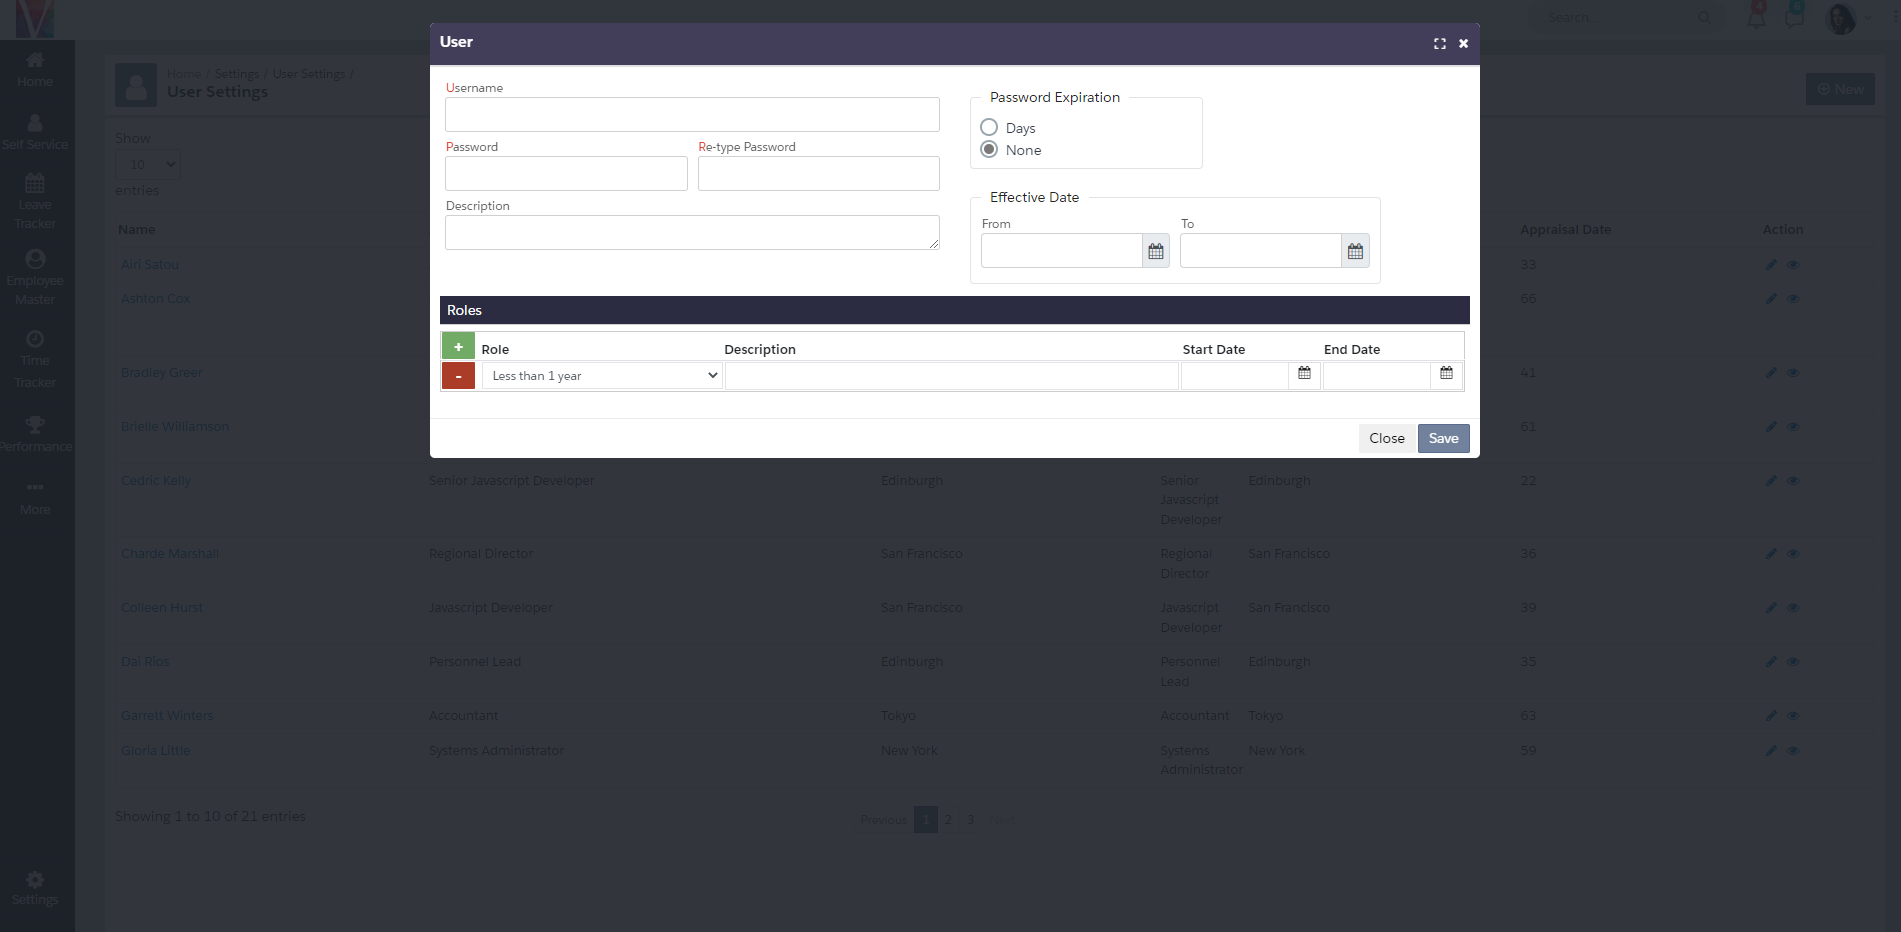 V
Search...
4
6
Home
Self Service
Leave
Tracker
Employee
Master
Time
Tracker
Performance
More
Settings
Home / Settings / User Settings /
User Settings
New
Show
10
entries
Name
Appraisal Date
Action
Airi Satou
33
Ashton Cox
66
Bradley Greer
41
Brielle Williamson
61
Cedric Kelly
Senior Javascript Developer
Edinburgh
Senior
Javascript
Developer
Edinburgh
22
Charde Marshall
Regional Director
San Francisco
Regional
Director
San Francisco
36
Colleen Hurst
Javascript Developer
San Francisco
Javascript
Developer
San Francisco
39
Dai Rios
Personnel Lead
Edinburgh
Personnel
Lead
Edinburgh
35
Garrett Winters
Accountant
Tokyo
Accountant
Tokyo
63
Gloria Little
Systems Administrator
New York
Systems
Administrator
New York
59
Showing 1 to 10 of 21 entries
Previous 1 2 3 Next
User
Username
Password
Re-type Password
Description
Password Expiration
Days
None
Effective Date
From
To
Roles
+ Role Description Start Date End Date
- Less than 1 year
Close Save